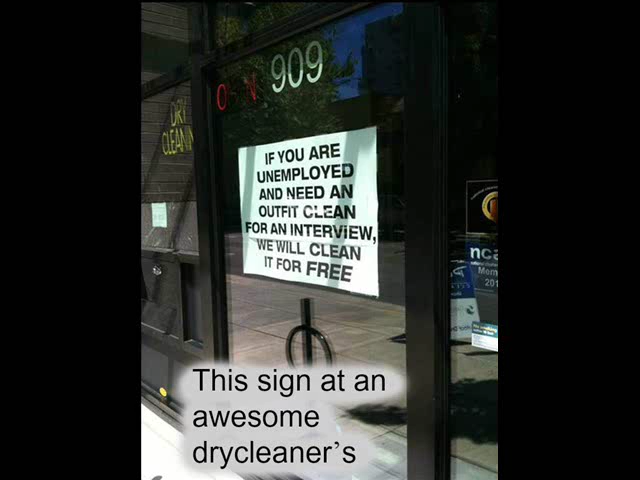 909
DRY
IF YOU ARE
UNEMPLOYED
AND NEED AN
OUTFIT CLEAN
FOR AN INTERVIEW,
WE WILL CLEAN
IT FOR FREE
This sign at an
awesome
drycleaner's